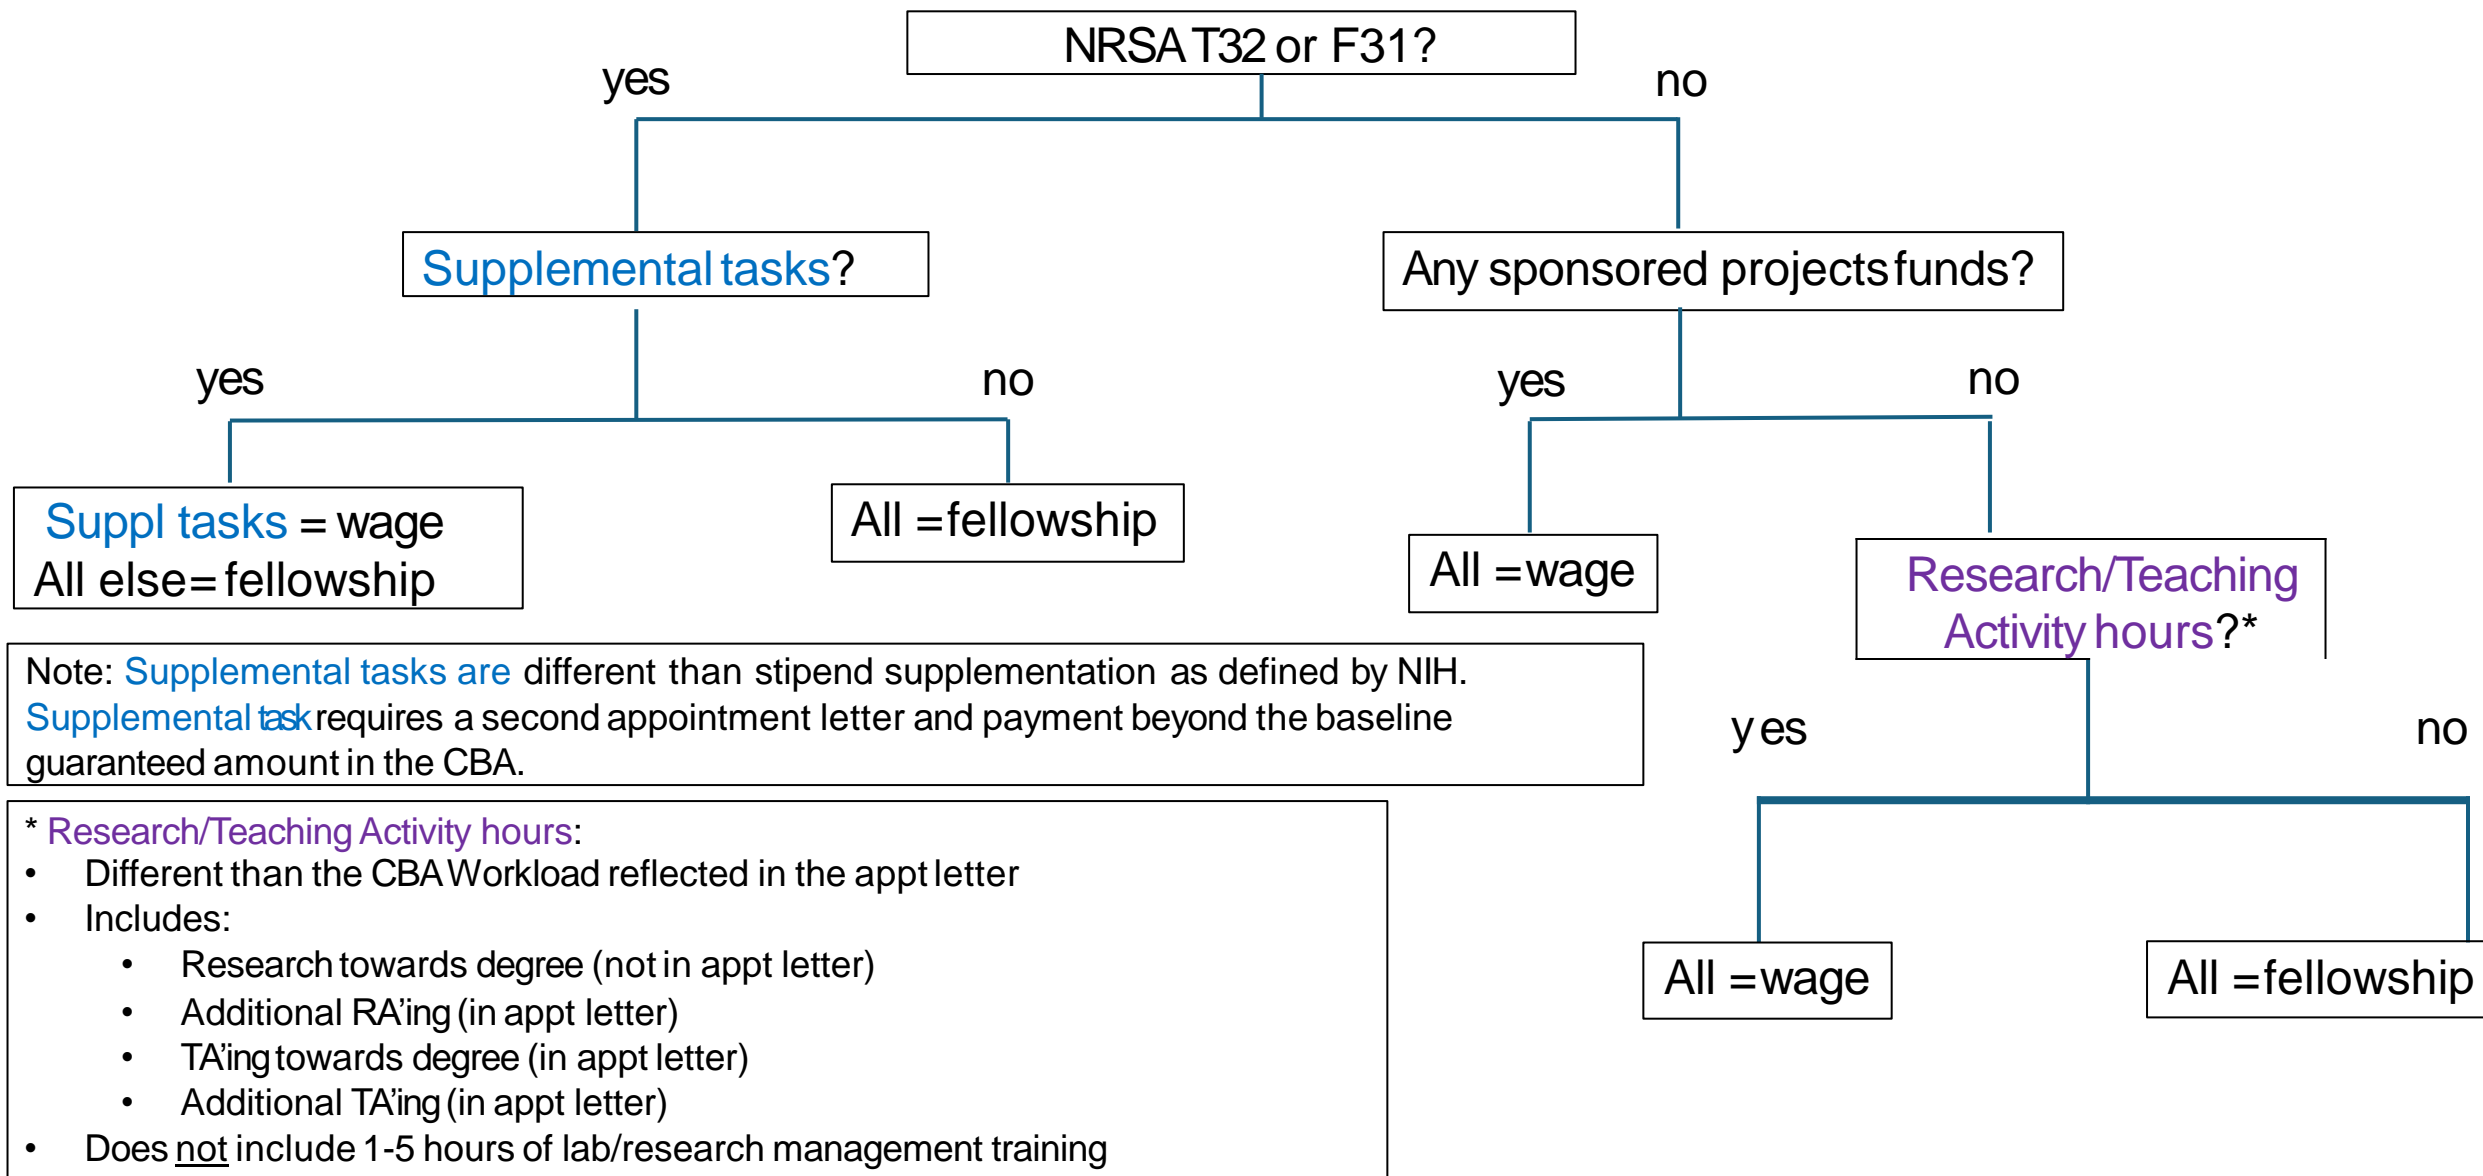 NRSA T32 or F31?
yes
no
Supplemental tasks?
Any sponsored projects funds?
yes
no
yes
no
Suppl tasks = wage
All else= fellowship
All =fellowship
All =wage
Research/Teaching
Activity hours?*
Note: Supplemental tasks are different than stipend supplementation as defined by NIH.
Supplemental task requires a second appointment letter and payment beyond the baseline
guaranteed amount in the CBA.
yes
no
* Research/Teaching Activity hours:
• Different than the CBA Workload reflected in the appt letter
• Includes:
• Research towards degree (not in appt letter)
• Additional RA'ing (in appt letter)
• TA'ing towards degree (in appt letter)
• Additional TA'ing (in appt letter)
• Does not include 1-5 hours of lab/research management training
All =wage
All =fellowship